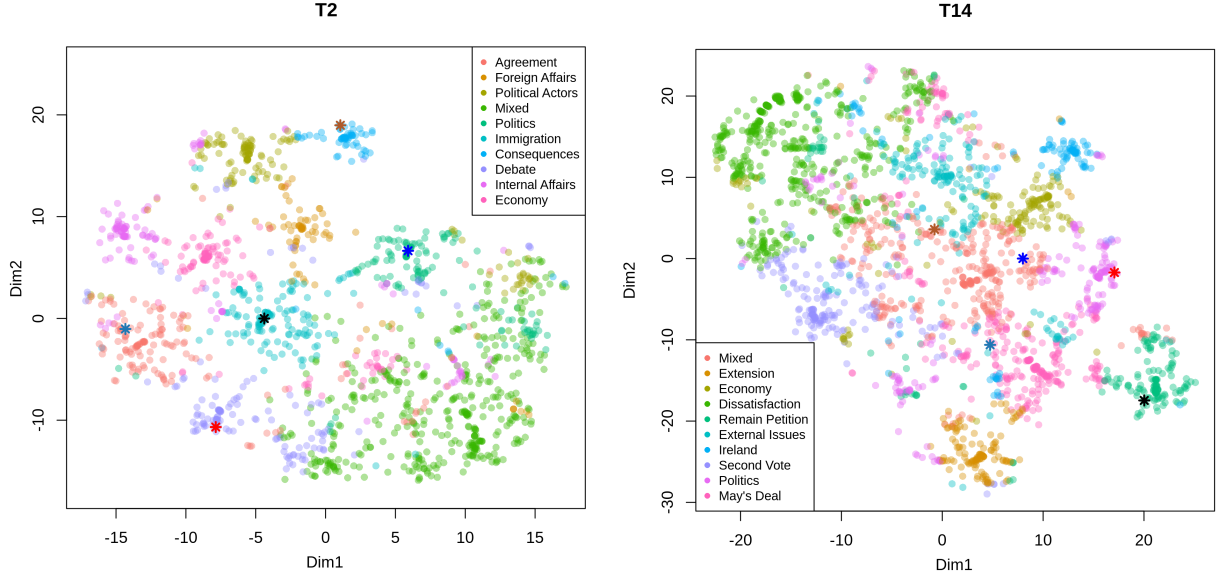 T2
Dim2
20
10
0
-10
-15
-10
-5
0
5
10
15
Dim1
Agreement
Foreign Affairs
Political Actors
Mixed
Politics
Immigration
Consequences
Debate
Internal Affairs
Economy
T14
Dim2
20
10
0
-10
-20
-30
-20
-10
0
10
20
Dim1
Mixed
Extension
Economy
Dissatisfaction
Remain Petition
External Issues
Ireland
Second Vote
Politics
May's Deal